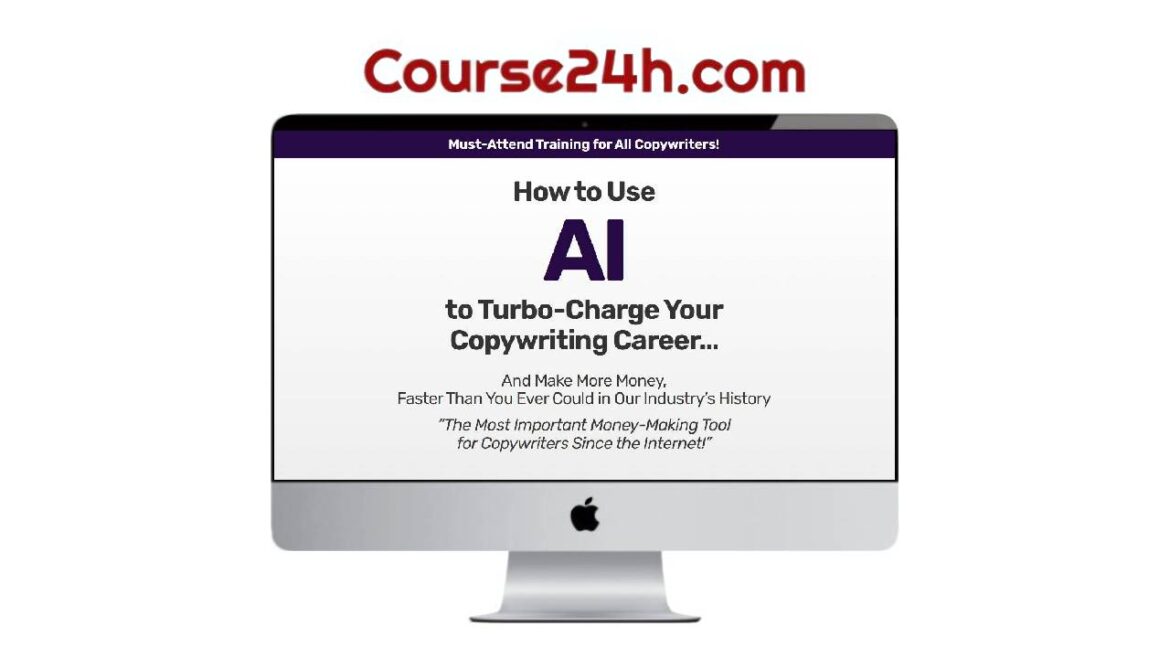 Course24h.com
Must-Attend Training for All Copywriters!
How to Use
AI
to Turbo-Charge Your
Copywriting Career...
And Make More Money,
Faster Than You Ever Could in Our Industry's History
"The Most Important Money-Making Tool
for Copywriters Since the Internet!"